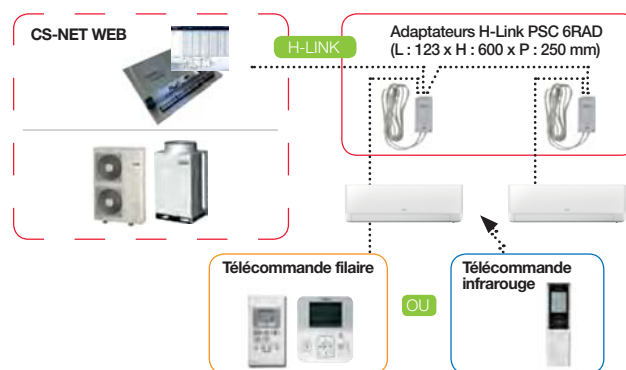 CS-NET WEB
H-LINK
Adaptateurs H-Link PSC 6RAD
(L : 123 x H : 600 x P : 250 mm)
Télécommande filaire
OU
Télécommande
infrarouge